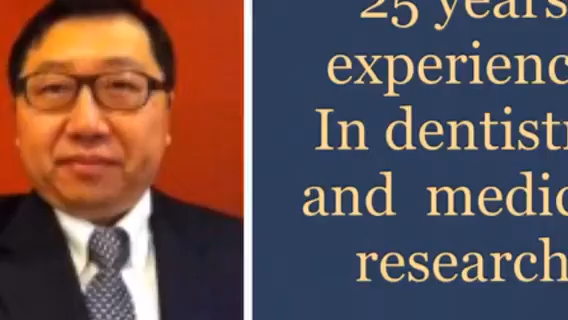 25 years
experienc
In dentistr
and medic
research